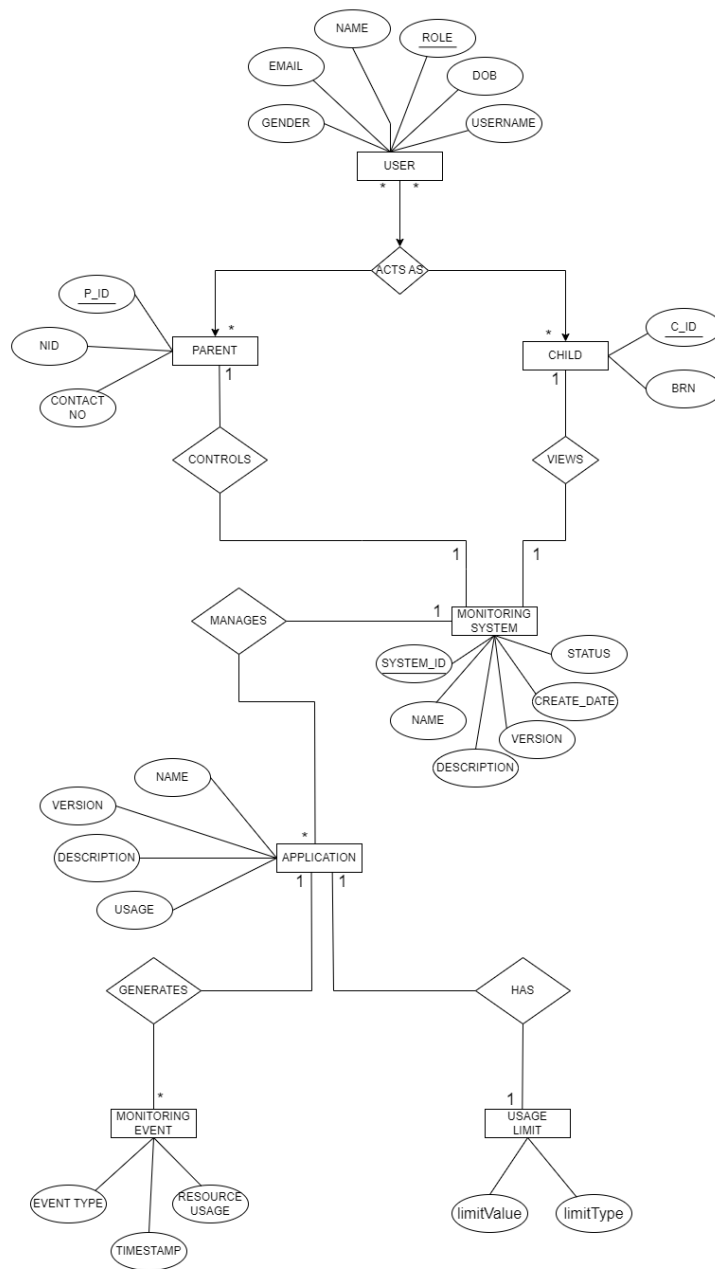 NAME
ROLE
EMAIL
DOB
GENDER
USERNAME
USER
*
*
ACTS AS
P_ID
NID
CONTACT
NO
*
PARENT
1
*
CHILD
1
C_ID
BRN
CONTROLS
VIEWS
1
1
MANAGES
1
MONITORING
SYSTEM
SYSTEM_ID
STATUS
NAME
CREATE_DATE
VERSION
DESCRIPTION
NAME
VERSION
DESCRIPTION
USAGE
*
APPLICATION
1
1
GENERATES
HAS
*
MONITORING
EVENT
1
USAGE
LIMIT
EVENT TYPE
RESOURCE
USAGE
TIMESTAMP
limitValue
limitType